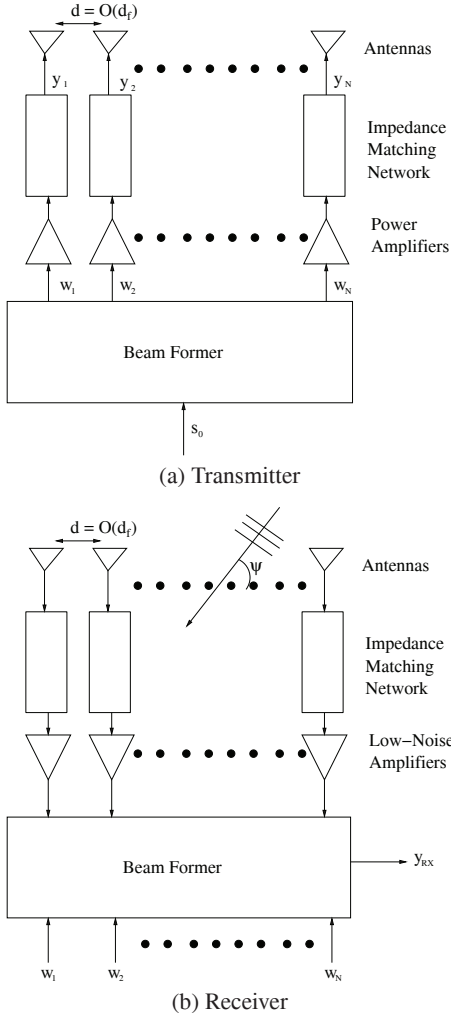 d = O(d_f)
Antennas
y_1 y_2 y_N
Impedance
Matching
Network
Power
Amplifiers
w_1 w_2 w_N
Beam Former
s_0
(a) Transmitter
d = O(d_f)
ψ
Antennas
Impedance
Matching
Network
Low−Noise
Amplifiers
Beam Former
y_RX
w_1 w_2 w_N
(b) Receiver